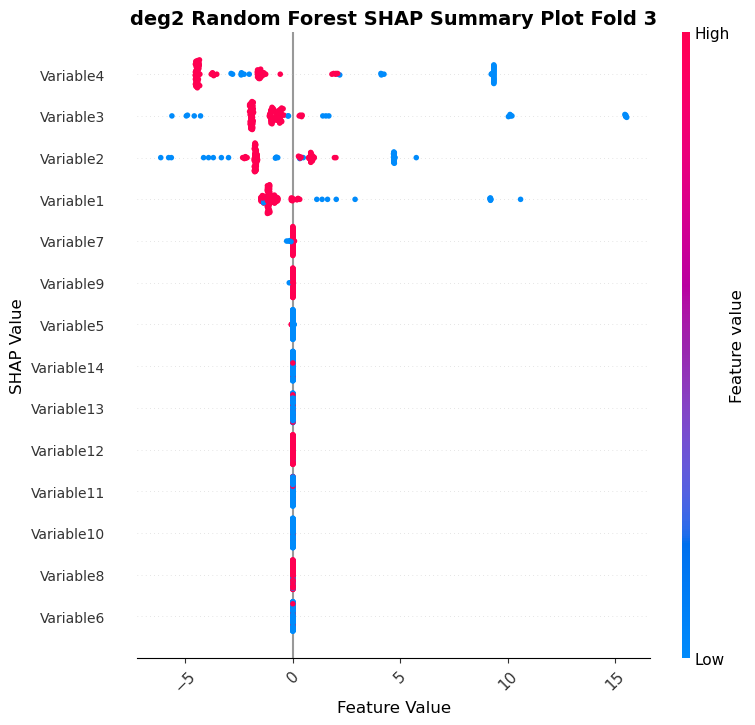 deg2 Random Forest SHAP Summary Plot Fold 3
High
Variable4
Variable3
Variable2
Variable1
Variable7
Variable9
Variable5
Variable14
Variable13
Variable12
Variable11
Variable10
Variable8
Variable6
SHAP Value
Feature value
Low
−5
0
5
10
15
Feature Value